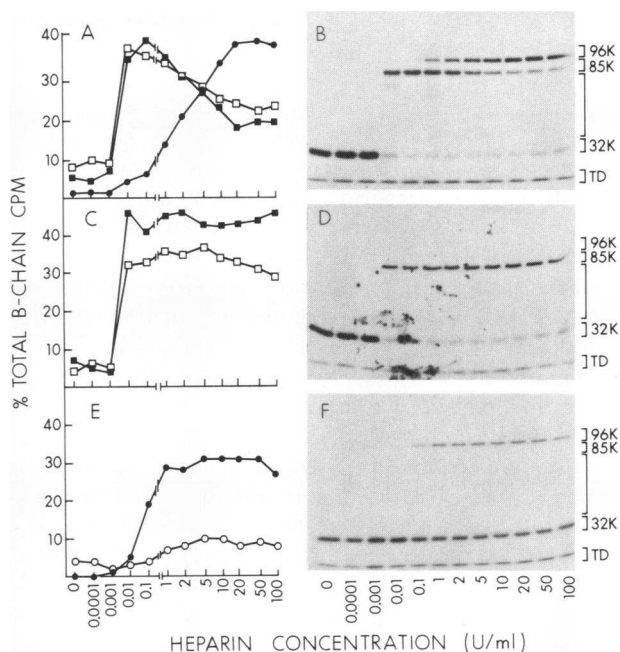 A
40
30
20
10
B
96K
85K
32K
TD
% TOTAL B-CHAIN CPM
C
40
30
20
10
D
96K
85K
32K
TD
E
40
30
20
10
F
96K
85K
32K
TD
0 0.0001 0.001 0.01 0.1 1 2 5 10 20 50 100
0 0.0001 0.001 0.01 0.1 1 2 5 10 20 50 100
HEPARIN CONCENTRATION (U/ml)